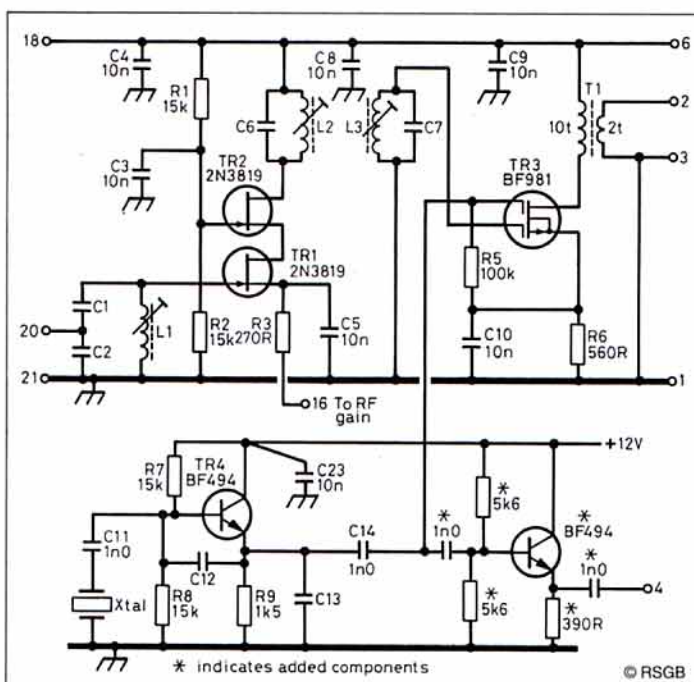 18
C4
10n
R1
15k
C3
10n
C6
L2
TR2
2N3819
TR1
2N3819
C8
10n
L3
C7
C9
10n
6
T1
10t
2t
2
3
TR3
BF981
R5
100k
C10
10n
R6
560R
C1
20
C2
L1
21
R2
15k
R3
270R
C5
10n
1
16 To RF
gain
+12V
R7
15k
TR4
BF494
C23
10n
C11
1n0
C12
Xtal
R8
15k
R9
1k5
C13
C14
1n0
*
1n0
*
5k6
*
BF494
*
1n0
4
*
5k6
*
390R
* indicates added components
© RSGB